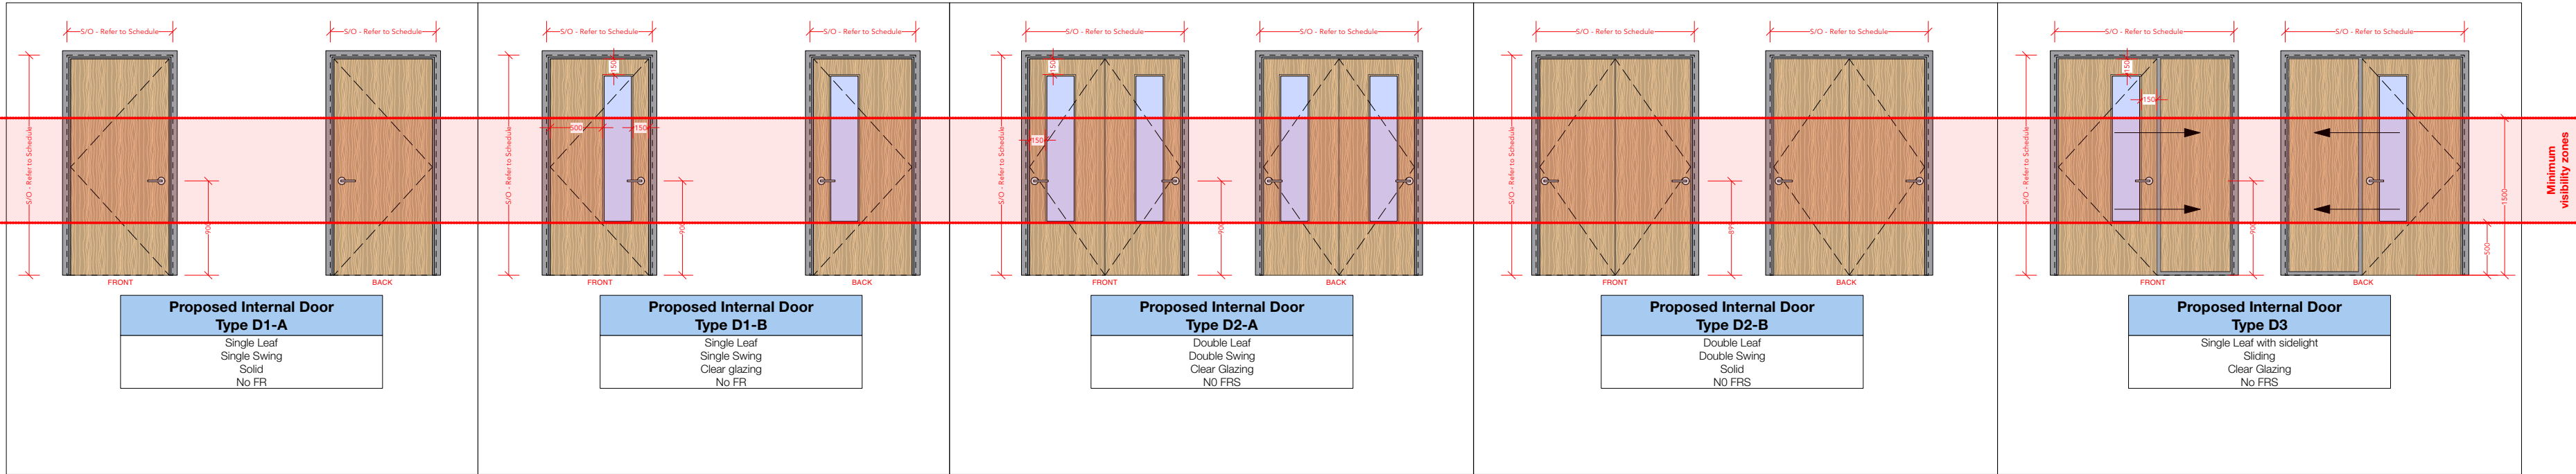 S/O - Refer to Schedule
S/O - Refer to Schedule
S/O - Refer to Schedule
900
FRONT
BACK
Proposed Internal Door
Type D1-A
Single Leaf
Single Swing
Solid
No FR
S/O - Refer to Schedule
S/O - Refer to Schedule
S/O - Refer to Schedule
150
500
150
900
FRONT
BACK
Proposed Internal Door
Type D1-B
Single Leaf
Single Swing
Clear glazing
No FR
S/O - Refer to Schedule
S/O - Refer to Schedule
S/O - Refer to Schedule
150
150
900
FRONT
BACK
Proposed Internal Door
Type D2-A
Double Leaf
Double Swing
Clear Glazing
N0 FRS
S/O - Refer to Schedule
S/O - Refer to Schedule
S/O - Refer to Schedule
FRONT
BACK
Proposed Internal Door
Type D2-B
Double Leaf
Double Swing
Solid
N0 FRS
S/O - Refer to Schedule
S/O - Refer to Schedule
S/O - Refer to Schedule
150
150
900
1500
500
FRONT
BACK
Proposed Internal Door
Type D3
Single Leaf with sidelight
Sliding
Clear Glazing
No FRS
Minimum
visibility zones